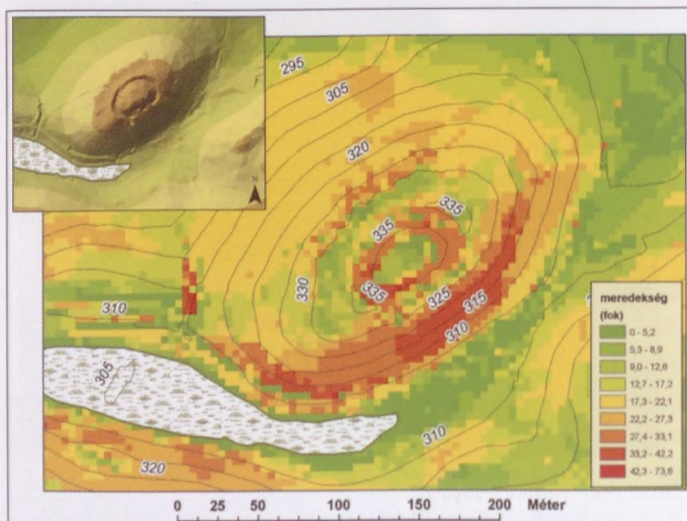 N
295
305
320
335
335
330
335
325
315
310
310
305
310
320
meredekség
(fok)
0 - 5,2
5,3 - 8,9
9,0 - 12,6
12,7 - 17,2
17,3 - 22,1
22,2 - 27,3
27,4 - 33,1
33,2 - 42,2
42,3 - 73,6
0 25 50 100 150 200 Méter